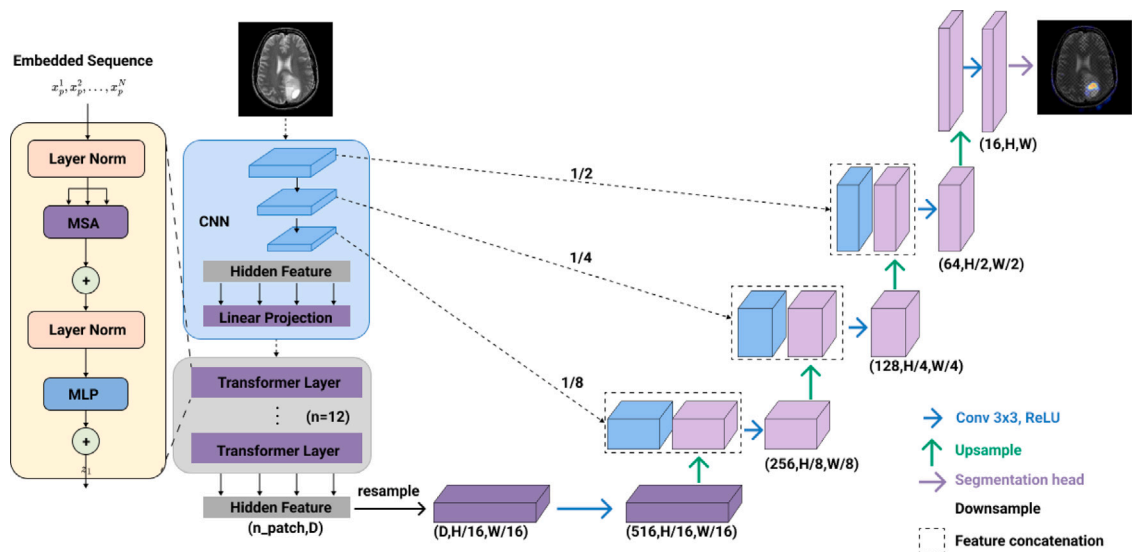 Embedded Sequence
x_p^1, x_p^2, . . . , x_p^N
Layer Norm
MSA
+
Layer Norm
MLP
+
z_1
CNN
Hidden Feature
Linear Projection
Transformer Layer
(n=12)
Transformer Layer
Hidden Feature
(n_patch,D)
resample
(D,H/16,W/16)
(516,H/16,W/16)
1/2
1/4
1/8
(256,H/8,W/8)
(128,H/4,W/4)
(64,H/2,W/2)
(16,H,W)
Conv 3x3, ReLU
Upsample
Segmentation head
Downsample
Feature concatenation